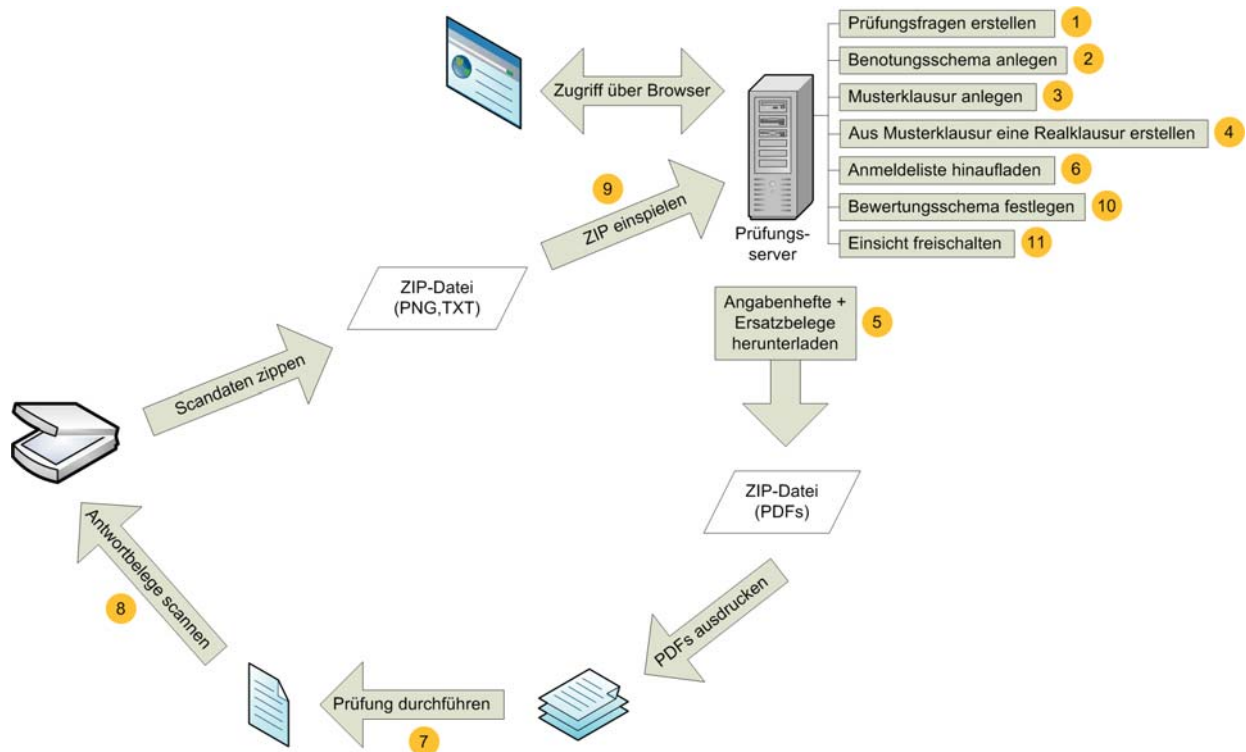 Prüfungsfragen erstellen 1
Benotungsschema anlegen 2
Zugriff über Browser
Musterklausur anlegen 3
Aus Musterklausur eine Realklausur erstellen 4
Anmeldeliste hinaufladen 6
Bewertungsschema festlegen 10
Einsicht freischalten 11
Prüfungs-
server
9
ZIP einspielen
ZIP-Datei
(PNG,TXT)
Angabenhefte +
Ersatzbelege
herunterladen
5
Scandaten zippen
ZIP-Datei
(PDFs)
PDFs ausdrucken
Antwortbelege scannen
8
Prüfung durchführen
7